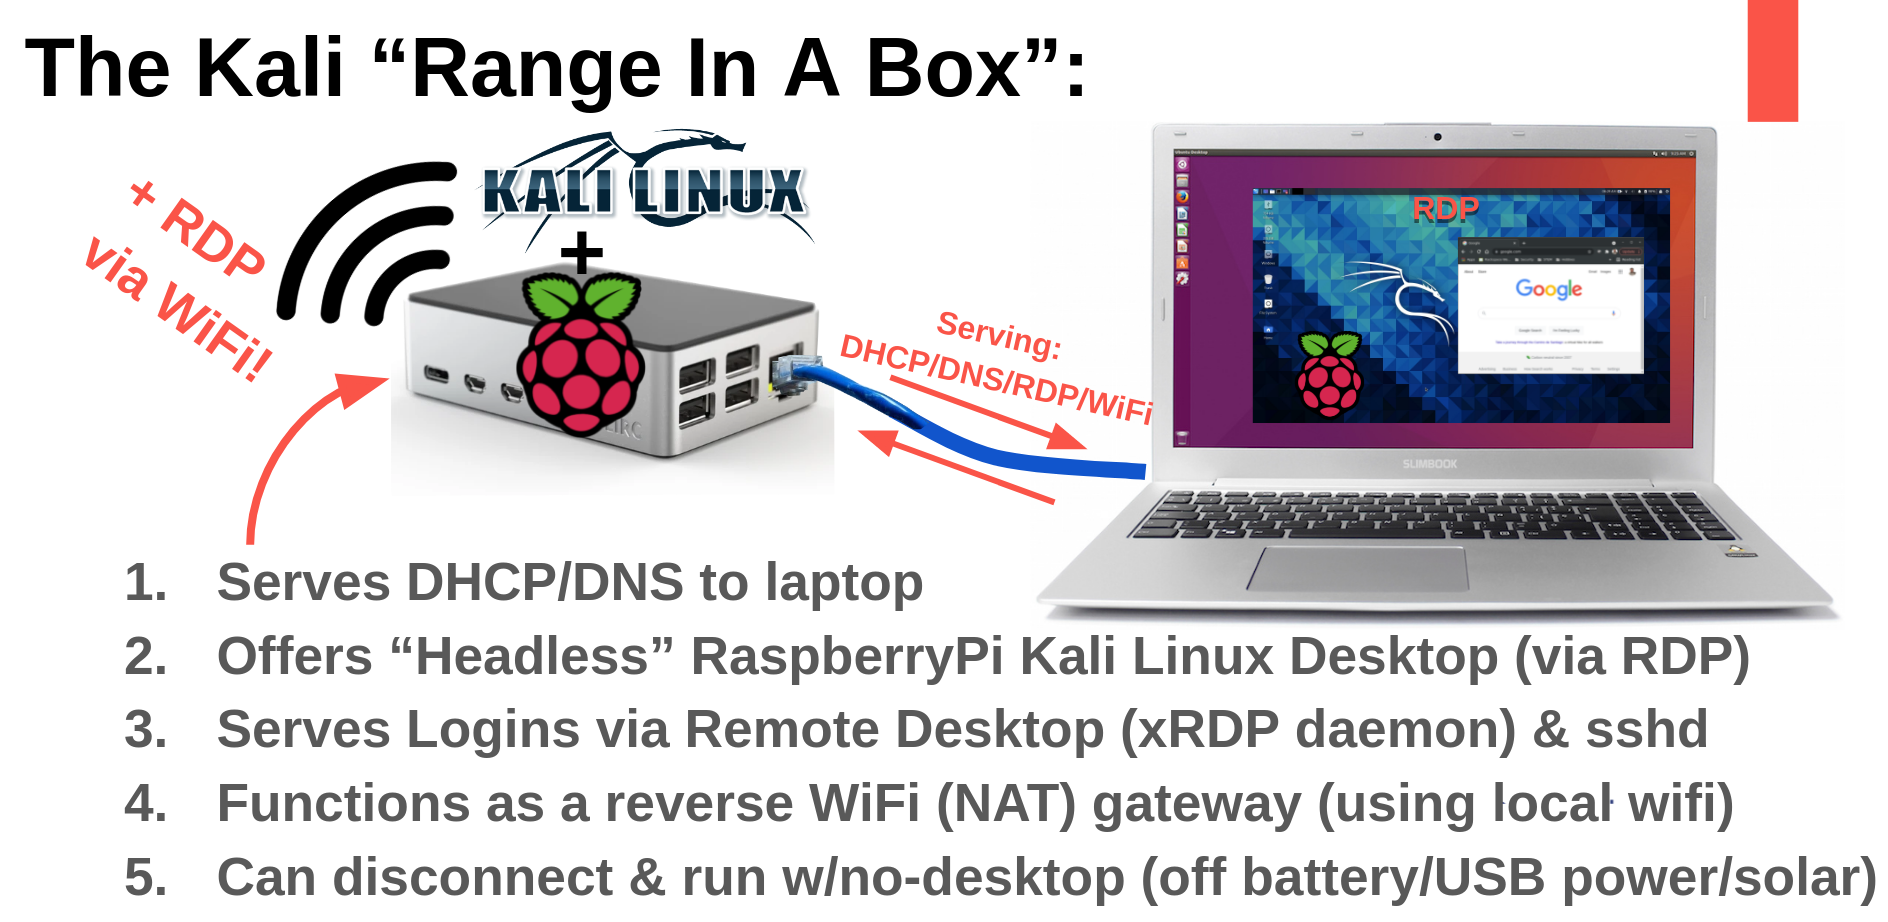 The Kali “Range In A Box”:
KALI LINUX
+
+ RDP
via WiFi!
Serving:
DHCP/DNS/RDP/WiFi
RDP
Google
SLIMBOOK
1. Serves DHCP/DNS to laptop
2. Offers “Headless” RaspberryPi Kali Linux Desktop (via RDP)
3. Serves Logins via Remote Desktop (xRDP daemon) & sshd
4. Functions as a reverse WiFi (NAT) gateway (using local wifi)
5. Can disconnect & run w/no-desktop (off battery/USB power/solar)